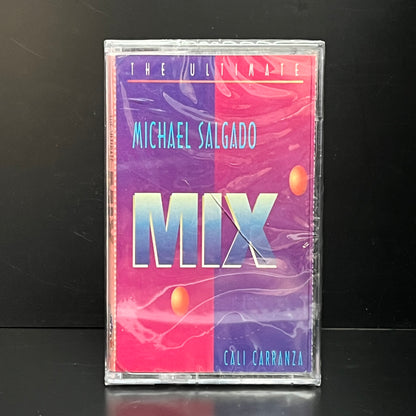 THE ULTIMATE
MICHAEL SALGADO
MIX
CALI CARRANZA